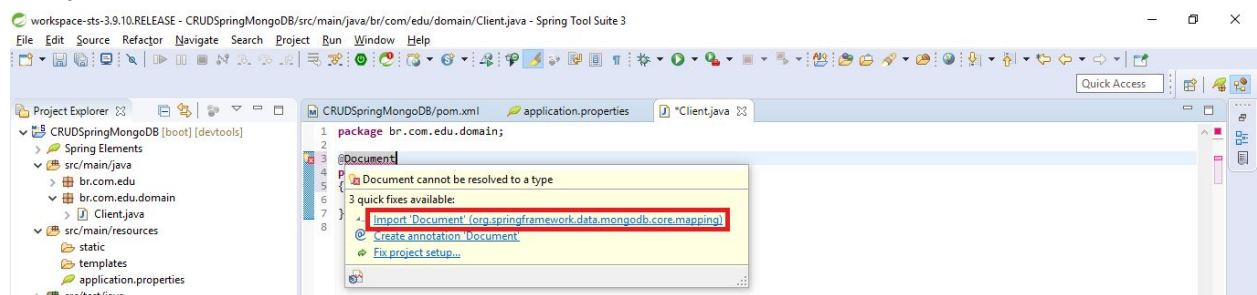 workspace-sts-3.9.10.RELEASE - CRUDSpringMongoDB/src/main/java/br/com/edu/domain/Client.java - Spring Tool Suite 3
File Edit Source Refactor Navigate Search Project Run Window Help
Quick Access
Project Explorer
CRUDSpringMongoDB/pom.xml application.properties *Client.java
CRUDSpringMongoDB [boot] [devtools]
Spring Elements
src/main/java
br.com.edu
br.com.edu.domain
Client.java
src/main/resources
static
templates
application.properties
1 package br.com.edu.domain;
2
3 @Document
4 p
5 {
6
7 }
8
Document cannot be resolved to a type
3 quick fixes available:
Import 'Document' (org.springframework.data.mongodb.core.mapping)
Create annotation 'Document'
Fix project setup...